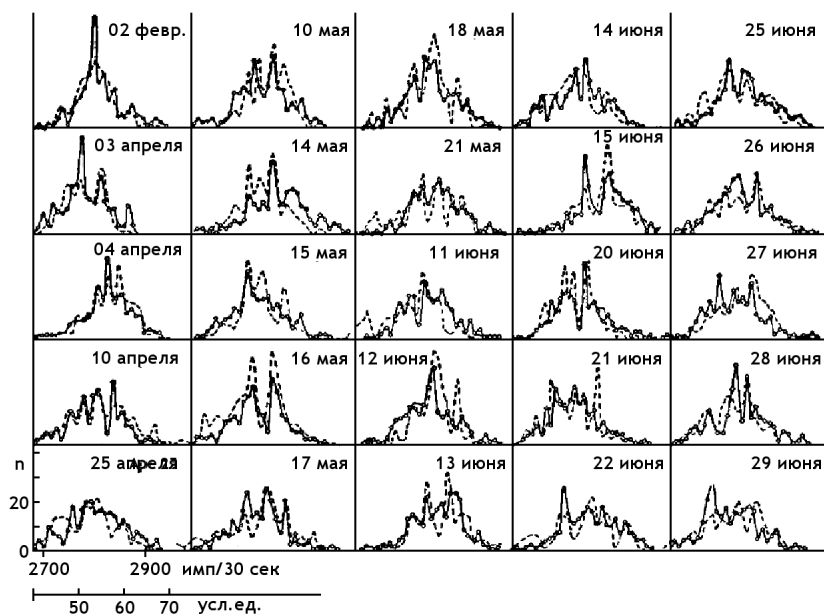 02 февр.
10 мая
18 мая
14 июня
25 июня
03 апреля
14 мая
21 мая
15 июня
26 июня
04 апреля
15 мая
11 июня
20 июня
27 июня
10 апреля
16 мая
12 июня
21 июня
28 июня
n
25 апреля
17 мая
13 июня
22 июня
29 июня
20
0
2700 2900 имп/30 сек
50 60 70 усл.ед.